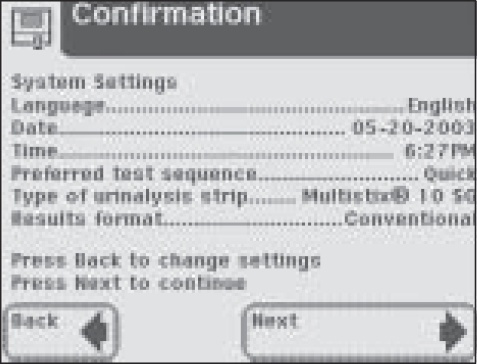 Confirmation
System Settings
Language........................................English
Date........................................ 05-20-2003
Time........................................ 6:27PM
Preferred test sequence....................... Quick
Type of urinalysis strip........ Multistix® 10 SG
Results format..........................Conventional
Press Back to change settings
Press Next to continue
Back
Next